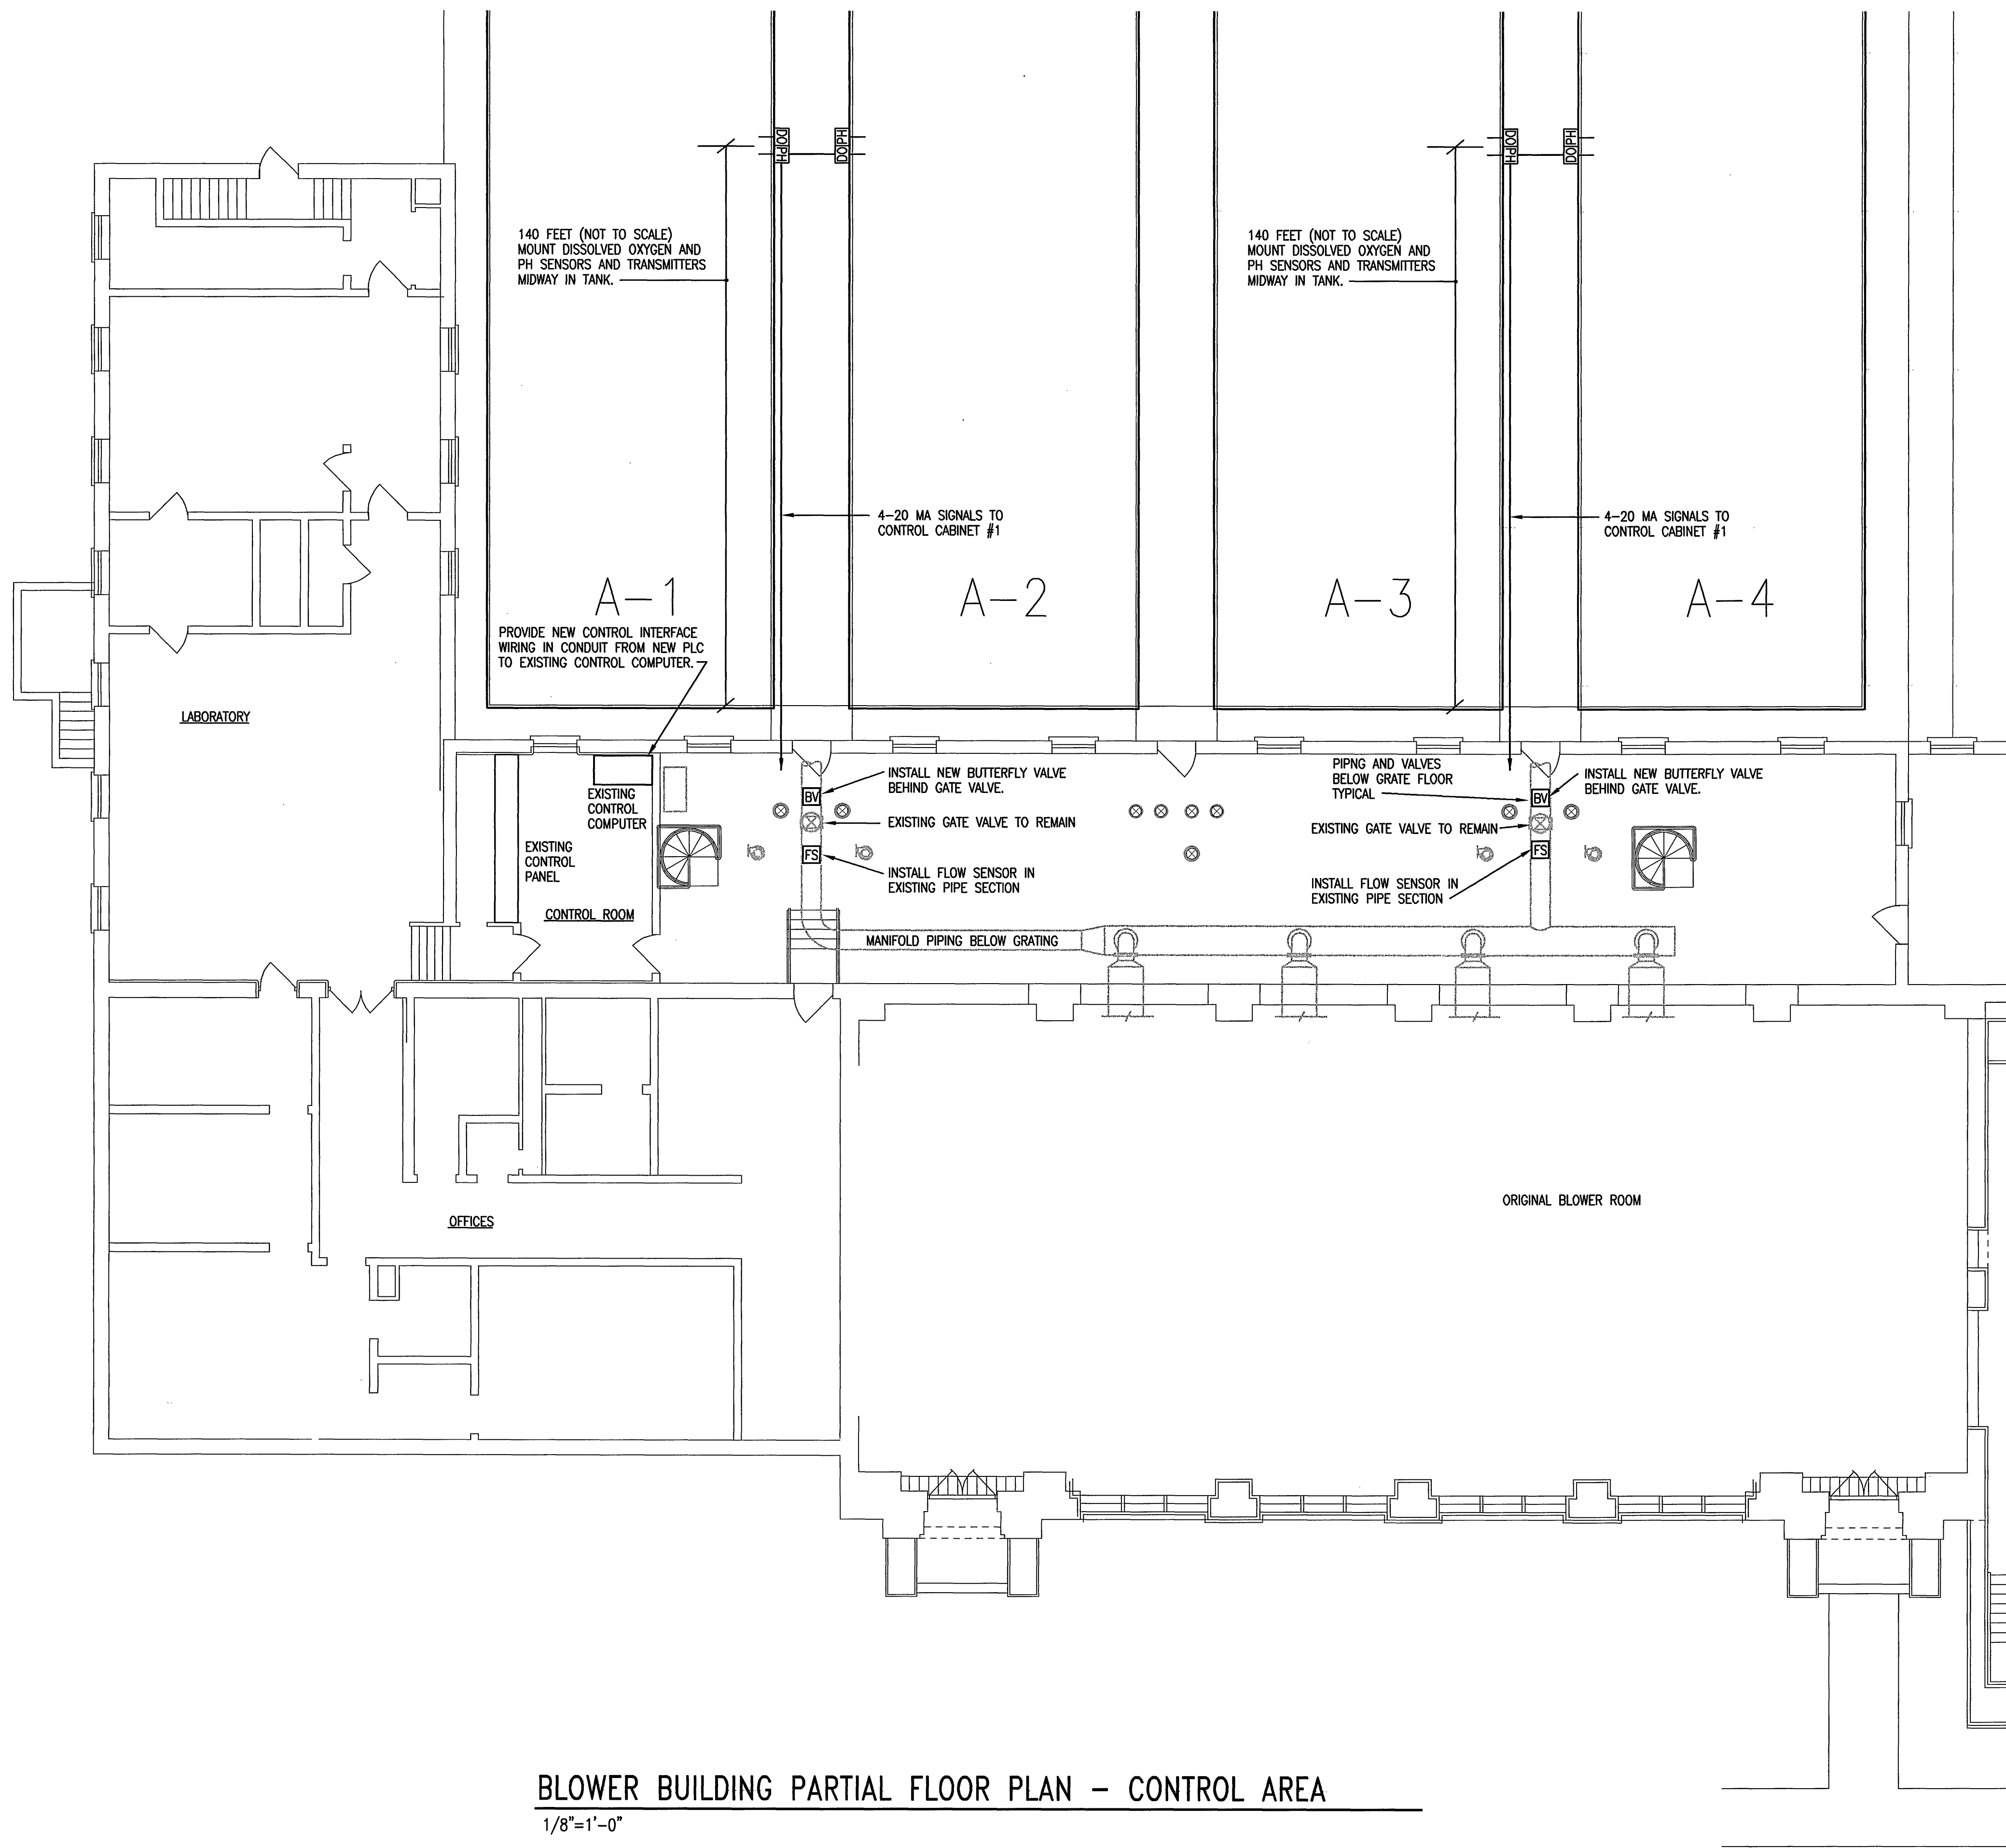 DO PH
PH DO
DO PH
PH DO
140 FEET (NOT TO SCALE)
MOUNT DISSOLVED OXYGEN AND
PH SENSORS AND TRANSMITTERS
MIDWAY IN TANK.
140 FEET (NOT TO SCALE)
MOUNT DISSOLVED OXYGEN AND
PH SENSORS AND TRANSMITTERS
MIDWAY IN TANK.
4-20 MA SIGNALS TO
CONTROL CABINET #1
4-20 MA SIGNALS TO
CONTROL CABINET #1
A-1
A-2
A-3
A-4
PROVIDE NEW CONTROL INTERFACE
WIRING IN CONDUIT FROM NEW PLC
TO EXISTING CONTROL COMPUTER.
LABORATORY
EXISTING
CONTROL
COMPUTER
EXISTING
CONTROL
PANEL
CONTROL ROOM
BV
INSTALL NEW BUTTERFLY VALVE
BEHIND GATE VALVE.
EXISTING GATE VALVE TO REMAIN
FS
INSTALL FLOW SENSOR IN
EXISTING PIPE SECTION
PIPNG AND VALVES
BELOW GRATE FLOOR
TYPICAL
BV
INSTALL NEW BUTTERFLY VALVE
BEHIND GATE VALVE.
EXISTING GATE VALVE TO REMAIN
FS
INSTALL FLOW SENSOR IN
EXISTING PIPE SECTION
MANIFOLD PIPING BELOW GRATING
ORIGINAL BLOWER ROOM
OFFICES
BLOWER BUILDING PARTIAL FLOOR PLAN - CONTROL AREA
1/8"=1'-0"